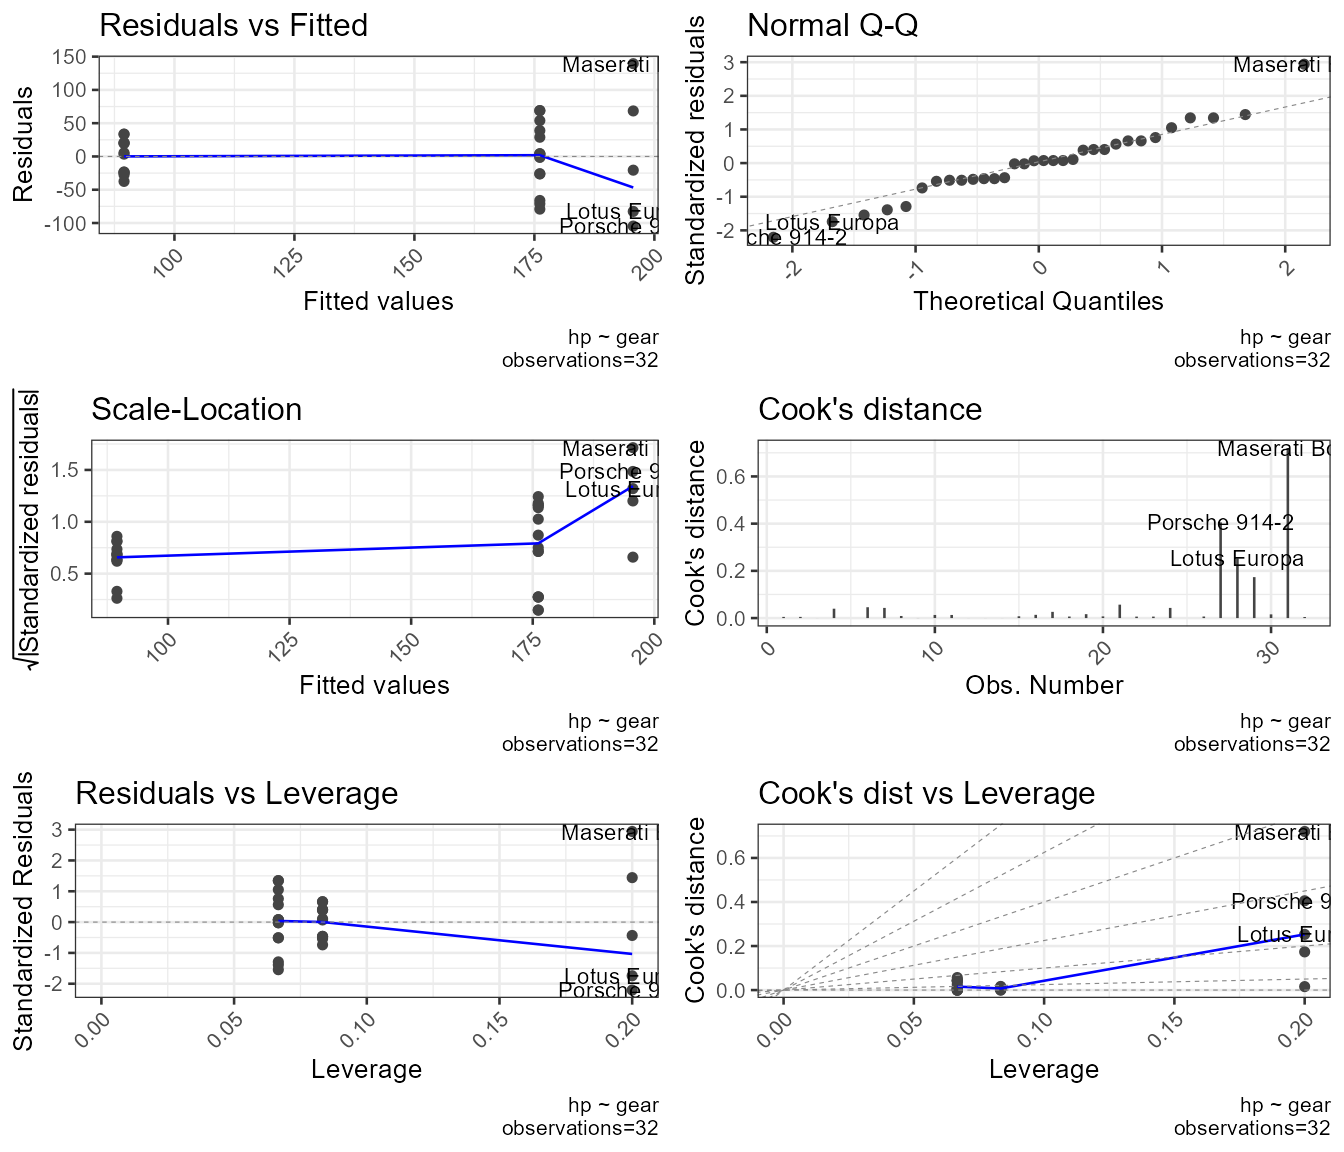 Residuals vs Fitted
Residuals
150
100
50
0
-50
-100
Maserati
Lotus Eur
Porsche 9
100
125
150
175
200
Fitted values
hp ~ gear
observations=32
Normal Q-Q
Standardized residuals
3
2
1
0
-1
-2
Maserati
Lotus Europa
che 914-2
-2
-1
0
1
2
Theoretical Quantiles
hp ~ gear
observations=32
Scale-Location
√|Standardized residuals|
1.5
1.0
0.5
Maserati
Porsche 9
Lotus Eur
100
125
150
175
200
Fitted values
hp ~ gear
observations=32
Cook's distance
Cook's distance
0.6
0.4
0.2
0.0
Maserati Bo
Porsche 914-2
Lotus Europa
0
10
20
30
Obs. Number
hp ~ gear
observations=32
Residuals vs Leverage
Standardized Residuals
3
2
1
0
-1
-2
Maserati
Lotus Eur
Porsche 9
0.00
0.05
0.10
0.15
0.20
Leverage
hp ~ gear
observations=32
Cook's dist vs Leverage
Cook's distance
0.6
0.4
0.2
0.0
Maserati
Porsche 9
Lotus Eur
0.00
0.05
0.10
0.15
0.20
Leverage
hp ~ gear
observations=32